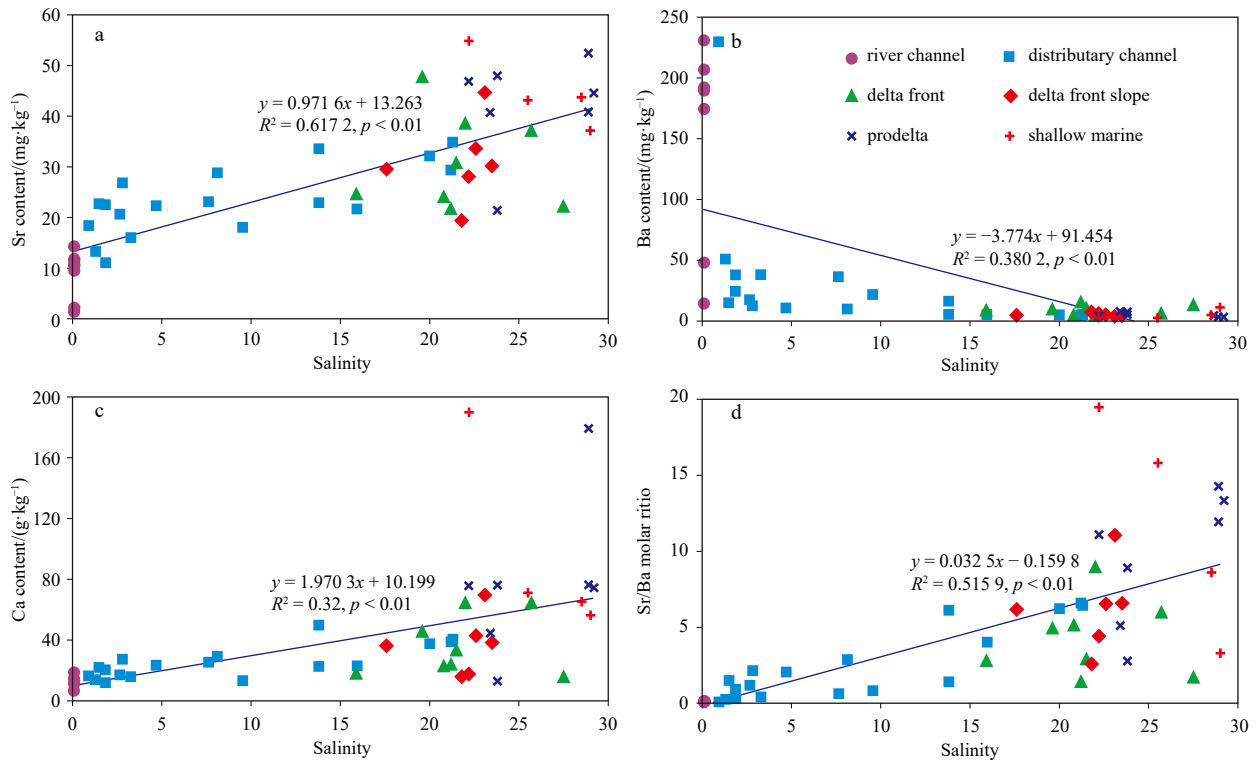 a
Sr content/(mg·kg⁻¹)
60
50
40
30
20
10
0
y = 0.971 6x + 13.263
R² = 0.617 2, p < 0.01
0 5 10 15 20 25 30
Salinity
b
Ba content/(mg·kg⁻¹)
250
200
150
100
50
0
river channel
distributary channel
delta front
delta front slope
prodelta
shallow marine
y = −3.774x + 91.454
R² = 0.380 2, p < 0.01
0 5 10 15 20 25 30
Salinity
c
Ca content/(g·kg⁻¹)
200
160
120
80
40
0
y = 1.970 3x + 10.199
R² = 0.32, p < 0.01
0 5 10 15 20 25 30
Salinity
d
Sr/Ba molar ritio
20
15
10
5
0
y = 0.032 5x − 0.159 8
R² = 0.515 9, p < 0.01
0 5 10 15 20 25 30
Salinity